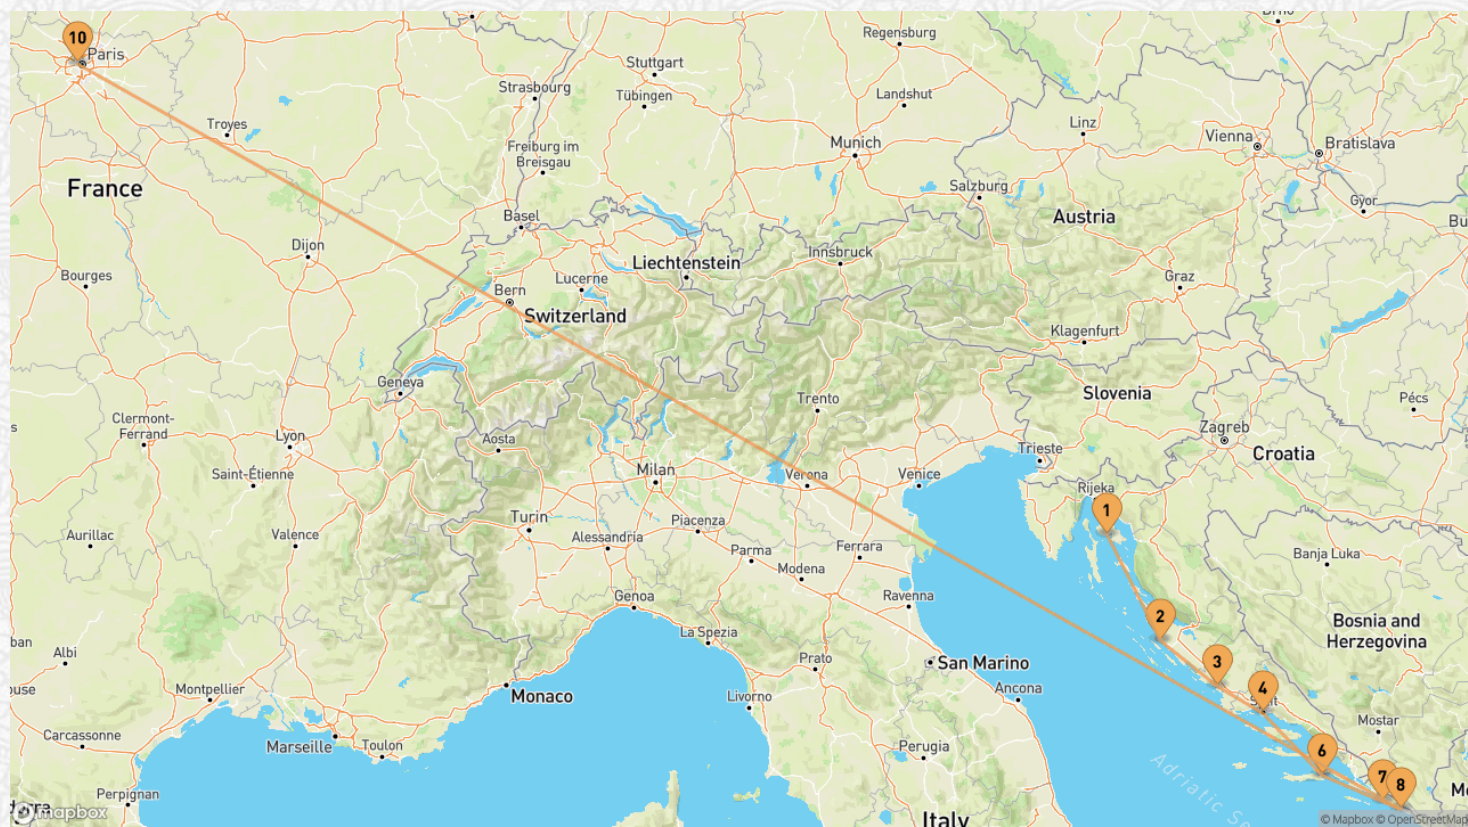 Regensburg
10
Paris
Stuttgart
Strasbourg
Tübingen
Landshut
Troyes
Linz
Vienna
Bratislava
Munich
Freiburg im
Breisgau
France
Salzburg
Gyor
Basel
Austria
Dijon
Innsbruck
Liechtenstein
Bourges
Lucerne
Graz
Bern
Switzerland
Klagenfurt
Geneva
Slovenia
Trento
Pécs
Clermont-
Ferrand
Lyon
Aosta
Zagreb
Trieste
Croatia
Saint-Étienne
Milan
Verona
Venice
Rijeka
1
Turin
Piacenza
Aurillac
Valence
Alessandria
Parma
Ferrara
Banja Luka
Modena
Genoa
Ravenna
2
La Spezia
Bosnia and
Herzegovina
Albi
Prato
San Marino
3
Montpellier
Monaco
Livorno
Ancona
4
Mostar
Carcassonne
Marseille
Toulon
Perugia
6
Adriatic
7
8
Perpignan
mapbox
Italy
© Mapbox © OpenStreetMap